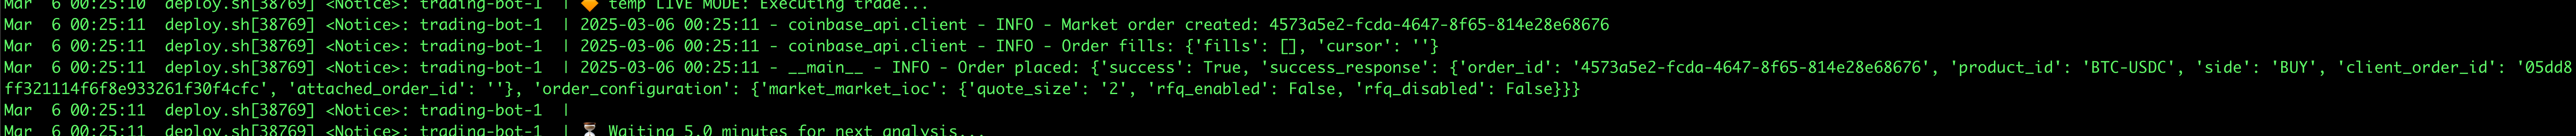 Mar  6 00:25:10  deploy.sh[38769] <Notice>: trading-bot-1  | 🔶 temp LIVE MODE: Executing trade...
Mar  6 00:25:11  deploy.sh[38769] <Notice>: trading-bot-1  | 2025-03-06 00:25:11 - coinbase_api.client - INFO - Market order created: 4573a5e2-fcda-4647-8f65-814e28e68676
Mar  6 00:25:11  deploy.sh[38769] <Notice>: trading-bot-1  | 2025-03-06 00:25:11 - coinbase_api.client - INFO - Order fills: {'fills': [], 'cursor': ''}
Mar  6 00:25:11  deploy.sh[38769] <Notice>: trading-bot-1  | 2025-03-06 00:25:11 - __main__ - INFO - Order placed: {'success': True, 'success_response': {'order_id': '4573a5e2-fcda-4647-8f65-814e28e68676', 'product_id': 'BTC-USDC', 'side': 'BUY', 'client_order_id': '05dd8
ff321114f6f8e933261f30f4cfc', 'attached_order_id': ''}, 'order_configuration': {'market_market_ioc': {'quote_size': '2', 'rfq_enabled': False, 'rfq_disabled': False}}}
Mar  6 00:25:11  deploy.sh[38769] <Notice>: trading-bot-1  |
Mar  6 00:25:11  deploy.sh[38769] <Notice>: trading-bot-1  | ⏳ Waiting 5.0 minutes for next analysis...